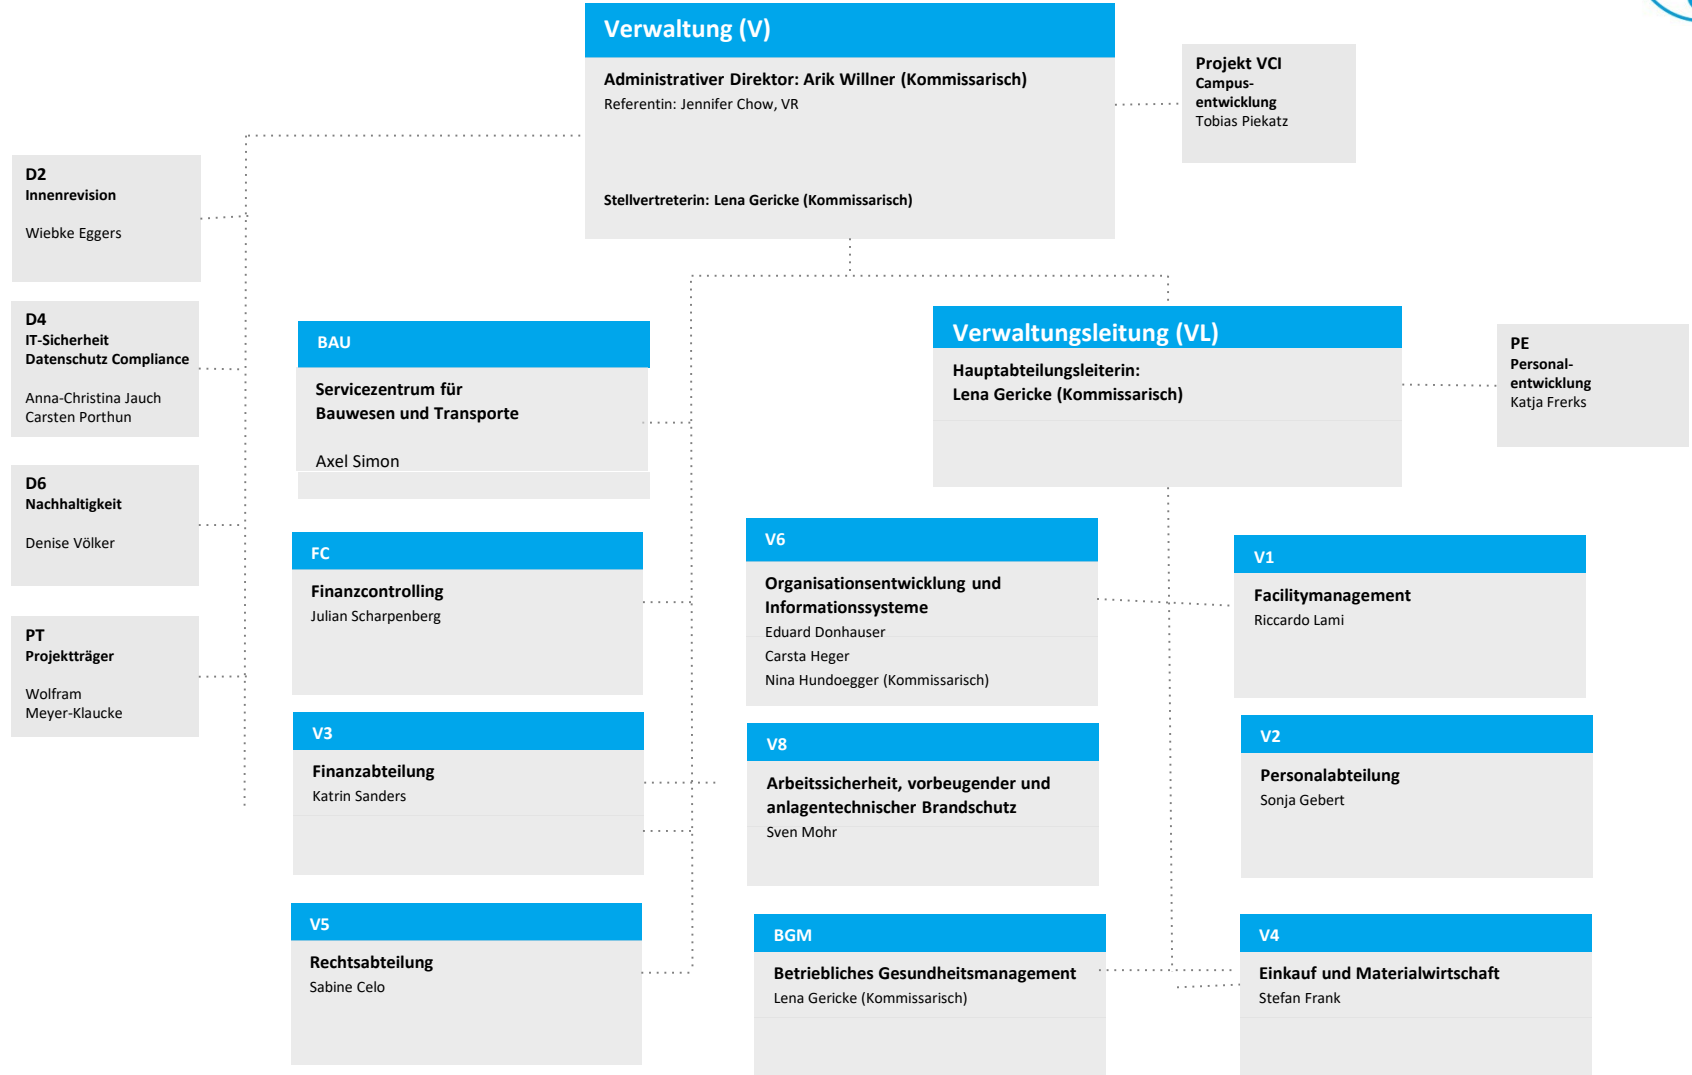 Verwaltung (V)
Administrativer Direktor: Arik Willner (Kommissarisch)
Referentin: Jennifer Chow, VR
Stellvertreterin: Lena Gericke (Kommissarisch)
Projekt VCI
Campus-
entwicklung
Tobias Piekatz
D2
Innenrevision
Wiebke Eggers
D4
IT-Sicherheit
Datenschutz Compliance
Anna-Christina Jauch
Carsten Porthun
D6
Nachhaltigkeit
Denise Völker
PT
Projektträger
Wolfram
Meyer-Klaucke
BAU
Servicezentrum für
Bauwesen und Transporte
Axel Simon
FC
Finanzcontrolling
Julian Scharpenberg
V3
Finanzabteilung
Katrin Sanders
V5
Rechtsabteilung
Sabine Celo
Verwaltungsleitung (VL)
Hauptabteilungsleiterin:
Lena Gericke (Kommissarisch)
PE
Personal-
entwicklung
Katja Frerks
V6
Organisationsentwicklung und
Informationssysteme
Eduard Donhauser
Carsta Heger
Nina Hundoegger (Kommissarisch)
V8
Arbeitssicherheit, vorbeugender und
anlagentechnischer Brandschutz
Sven Mohr
BGM
Betriebliches Gesundheitsmanagement
Lena Gericke (Kommissarisch)
V1
Facilitymanagement
Riccardo Lami
V2
Personalabteilung
Sonja Gebert
V4
Einkauf und Materialwirtschaft
Stefan Frank